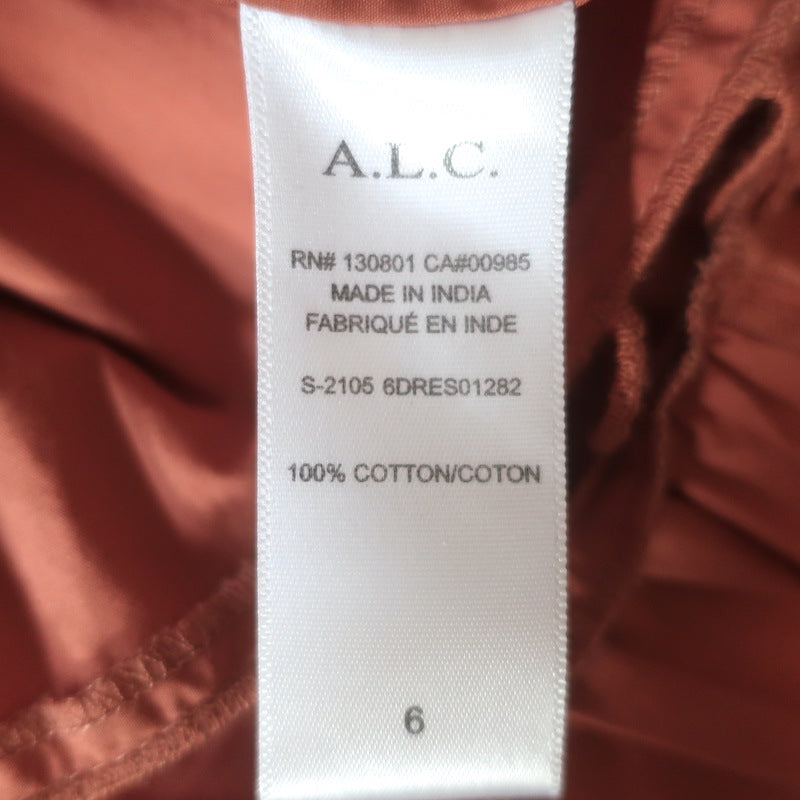 A.L.C.
RN# 130801 CA#00985
MADE IN INDIA
FABRIQUÉ EN INDE
S-2105 6DRES01282
100% COTTON/COTON
6